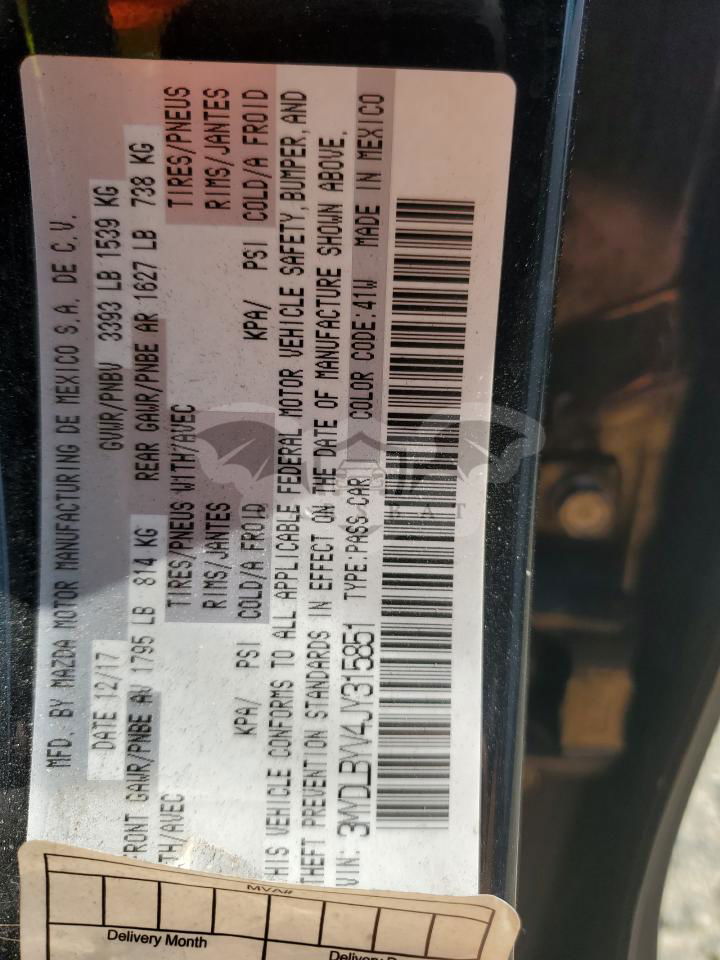 MFD. BY MAZDA MOTOR MANUFACTURING DE MEXICO S.A. DE C.V.
DATE 12/17 GVWR/PNBV 3393 LB 1539 KG
FRONT GAWR/PNBE AV 1795 LB 814 KG REAR GAWR/PNBE AR 1627 LB 738 KG
TH/AVEC TIRES/PNEUS WITH/AVEC TIRES/PNEUS
RIMS/JANTES RIMS/JANTES
KPA/ PSI COLD/A FROID KPA/ PSI COLD/A FROID
THIS VEHICLE CONFORMS TO ALL APPLICABLE FEDERAL MOTOR VEHICLE SAFETY, BUMPER, AND
THEFT PREVENTION STANDARDS IN EFFECT ON THE DATE OF MANUFACTURE SHOWN ABOVE.
VIN: 3MYDLBYV4JY315851 TYPE:PASS CAR COLOR CODE:41W MADE IN MEXICO
MVA#
Delivery Month
Delivery